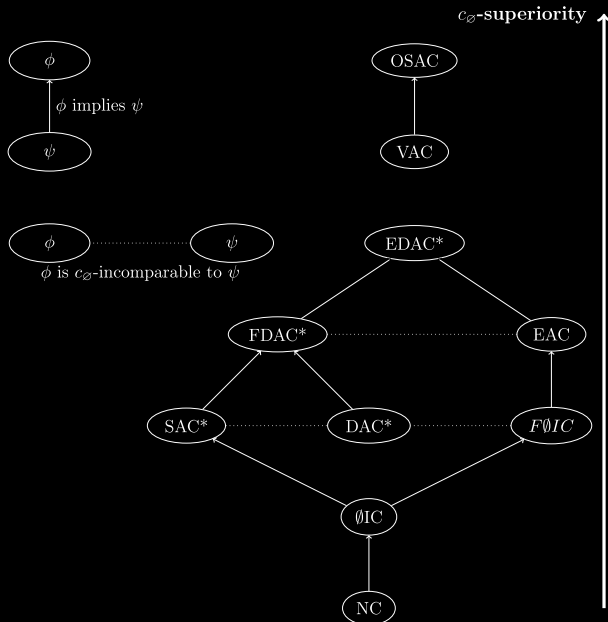 c∅-superiority
ϕ
OSAC
ϕ implies ψ
ψ
VAC
ϕ
ψ
EDAC*
ϕ is c∅-incomparable to ψ
FDAC*
EAC
SAC*
DAC*
F∅IC
∅IC
NC